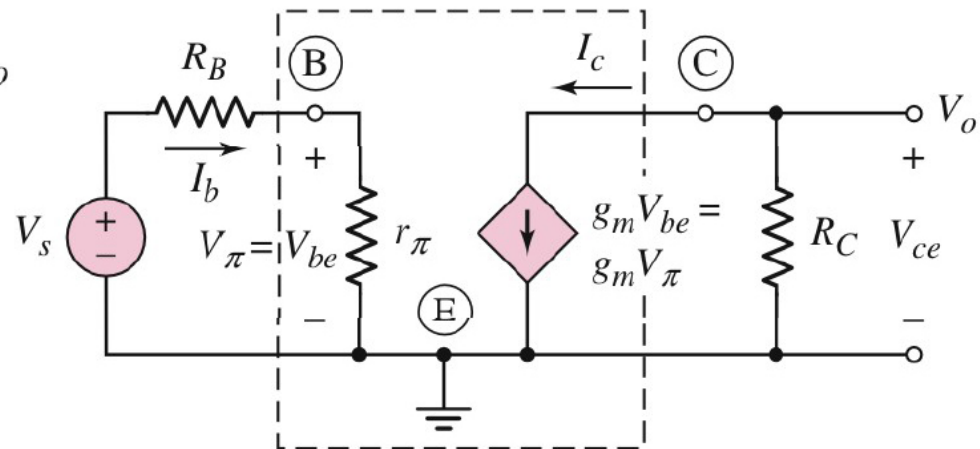 R_B
B
I_c
C
V_o
+
I_b
+
V_s
+
−
V_π = V_be
r_π
g_m V_be =
g_m V_π
R_C
V_ce
E
−
−